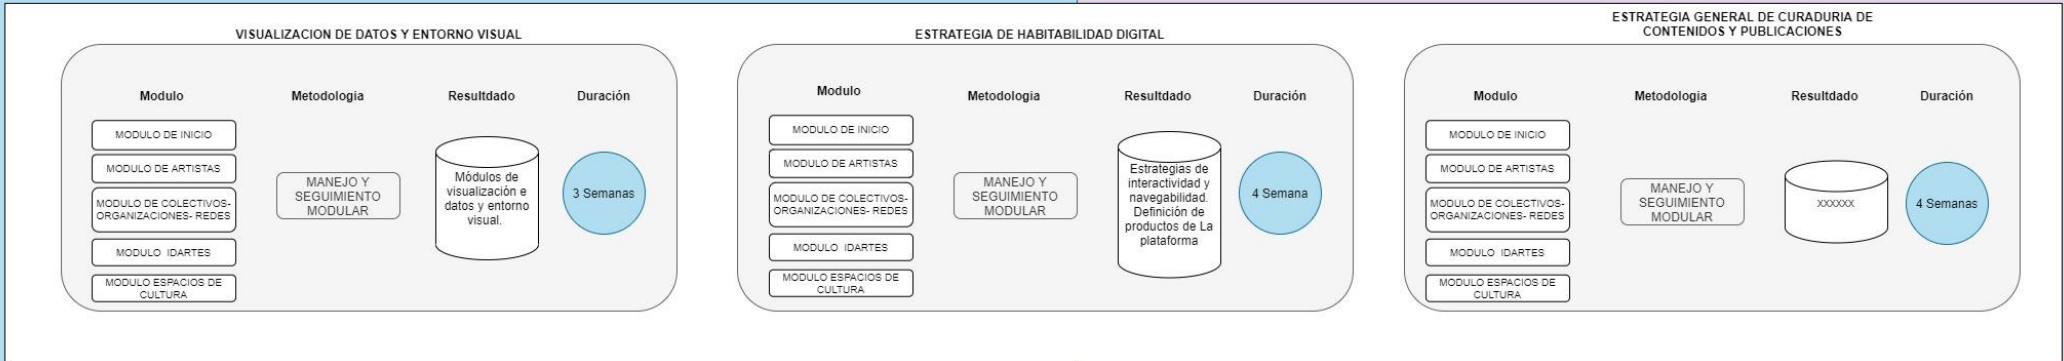 VISUALIZACION DE DATOS Y ENTORNO VISUAL
Modulo
Metodologia
Resultdado
Duración
MODULO DE INICIO
MODULO DE ARTISTAS
MODULO DE COLECTIVOS-
ORGANIZACIONES- REDES
MODULO IDARTES
MODULO ESPACIOS DE
CULTURA
MANEJO Y
SEGUIMIENTO
MODULAR
Módulos de
visualización e
datos y entorno
visual.
3 Semanas
ESTRATEGIA DE HABITABILIDAD DIGITAL
Modulo
Metodologia
Resultdado
Duración
MODULO DE INICIO
MODULO DE ARTISTAS
MODULO DE COLECTIVOS-
ORGANIZACIONES- REDES
MODULO IDARTES
MODULO ESPACIOS DE
CULTURA
MANEJO Y
SEGUIMIENTO
MODULAR
Estrategias de
interactividad y
navegabilidad.
Definición de
productos de La
plataforma
4 Semana
ESTRATEGIA GENERAL DE CURADURIA DE
CONTENIDOS Y PUBLICACIONES
Modulo
Metodologia
Resultdado
Duración
MODULO DE INICIO
MODULO DE ARTISTAS
MODULO DE COLECTIVOS-
ORGANIZACIONES- REDES
MODULO IDARTES
MODULO ESPACIOS DE
CULTURA
MANEJO Y
SEGUIMIENTO
MODULAR
xxxxxx
4 Semanas